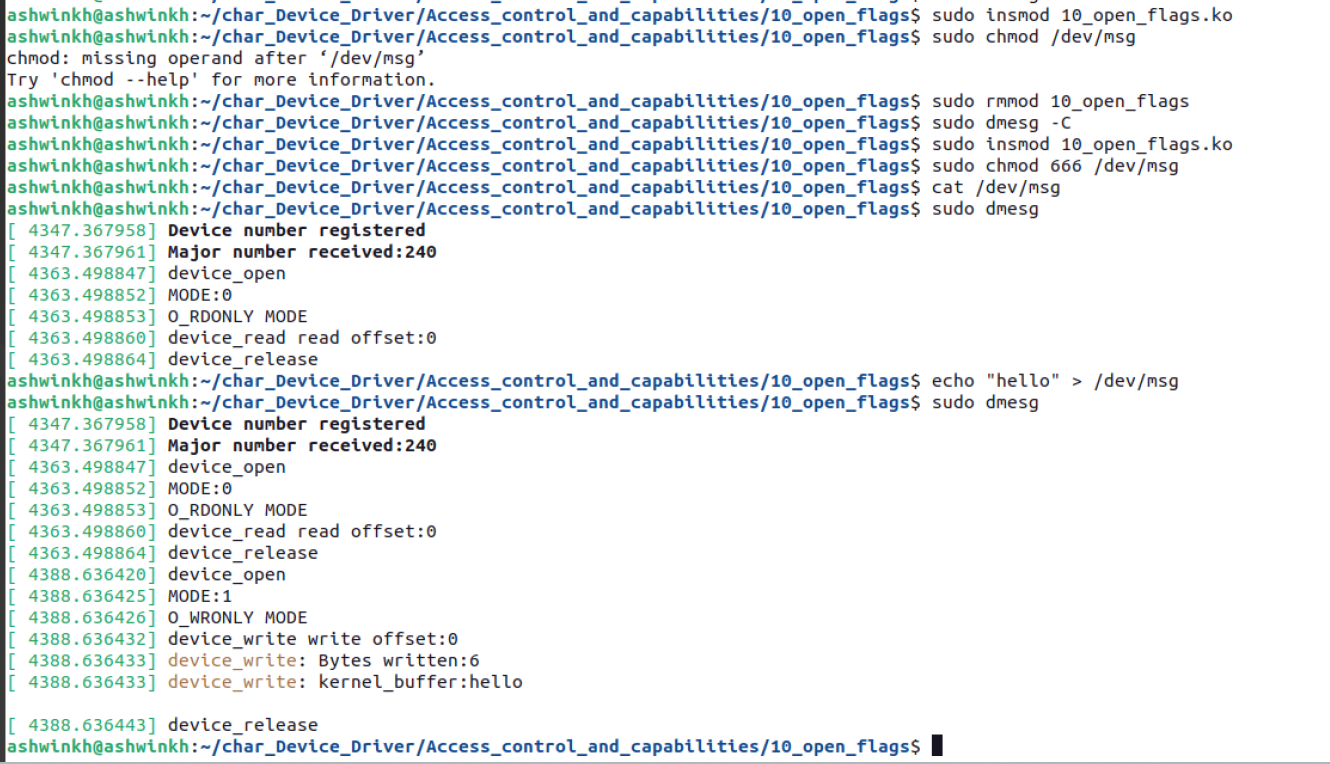 ashwinkh@ashwinkh:~/char_Device_Driver/Access_control_and_capabilities/10_open_flags$ sudo insmod 10_open_flags.ko
ashwinkh@ashwinkh:~/char_Device_Driver/Access_control_and_capabilities/10_open_flags$ sudo chmod /dev/msg
chmod: missing operand after ‘/dev/msg’
Try 'chmod --help' for more information.
ashwinkh@ashwinkh:~/char_Device_Driver/Access_control_and_capabilities/10_open_flags$ sudo rmmod 10_open_flags
ashwinkh@ashwinkh:~/char_Device_Driver/Access_control_and_capabilities/10_open_flags$ sudo dmesg -C
ashwinkh@ashwinkh:~/char_Device_Driver/Access_control_and_capabilities/10_open_flags$ sudo insmod 10_open_flags.ko
ashwinkh@ashwinkh:~/char_Device_Driver/Access_control_and_capabilities/10_open_flags$ sudo chmod 666 /dev/msg
ashwinkh@ashwinkh:~/char_Device_Driver/Access_control_and_capabilities/10_open_flags$ cat /dev/msg
ashwinkh@ashwinkh:~/char_Device_Driver/Access_control_and_capabilities/10_open_flags$ sudo dmesg
[ 4347.367958] Device number registered
[ 4347.367961] Major number received:240
[ 4363.498847] device_open
[ 4363.498852] MODE:0
[ 4363.498853] O_RDONLY MODE
[ 4363.498860] device_read read offset:0
[ 4363.498864] device_release
ashwinkh@ashwinkh:~/char_Device_Driver/Access_control_and_capabilities/10_open_flags$ echo "hello" > /dev/msg
ashwinkh@ashwinkh:~/char_Device_Driver/Access_control_and_capabilities/10_open_flags$ sudo dmesg
[ 4347.367958] Device number registered
[ 4347.367961] Major number received:240
[ 4363.498847] device_open
[ 4363.498852] MODE:0
[ 4363.498853] O_RDONLY MODE
[ 4363.498860] device_read read offset:0
[ 4363.498864] device_release
[ 4388.636420] device_open
[ 4388.636425] MODE:1
[ 4388.636426] O_WRONLY MODE
[ 4388.636432] device_write write offset:0
[ 4388.636433] device_write: Bytes written:6
[ 4388.636433] device_write: kernel_buffer:hello
[ 4388.636443] device_release
ashwinkh@ashwinkh:~/char_Device_Driver/Access_control_and_capabilities/10_open_flags$